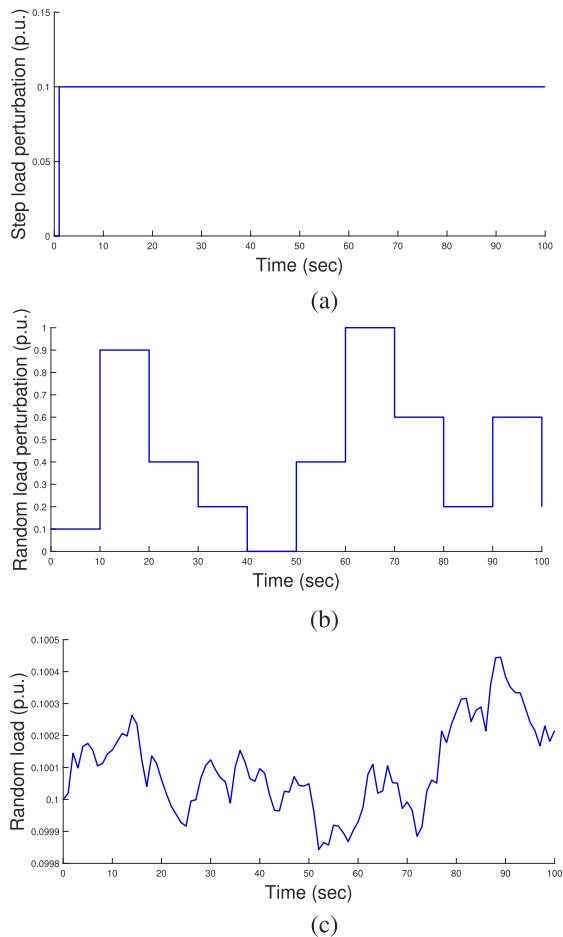 Step load perturbation (p.u.)
0.15
0.1
0.05
0
0 10 20 30 40 50 60 70 80 90 100
Time (sec)
(a)
Random load perturbation (p.u.)
1
0.9
0.8
0.7
0.6
0.5
0.4
0.3
0.2
0.1
0
0 10 20 30 40 50 60 70 80 90 100
Time (sec)
(b)
Random load (p.u.)
0.1005
0.1004
0.1003
0.1002
0.1001
0.1
0.0999
0.0998
0 10 20 30 40 50 60 70 80 90 100
Time (sec)
(c)